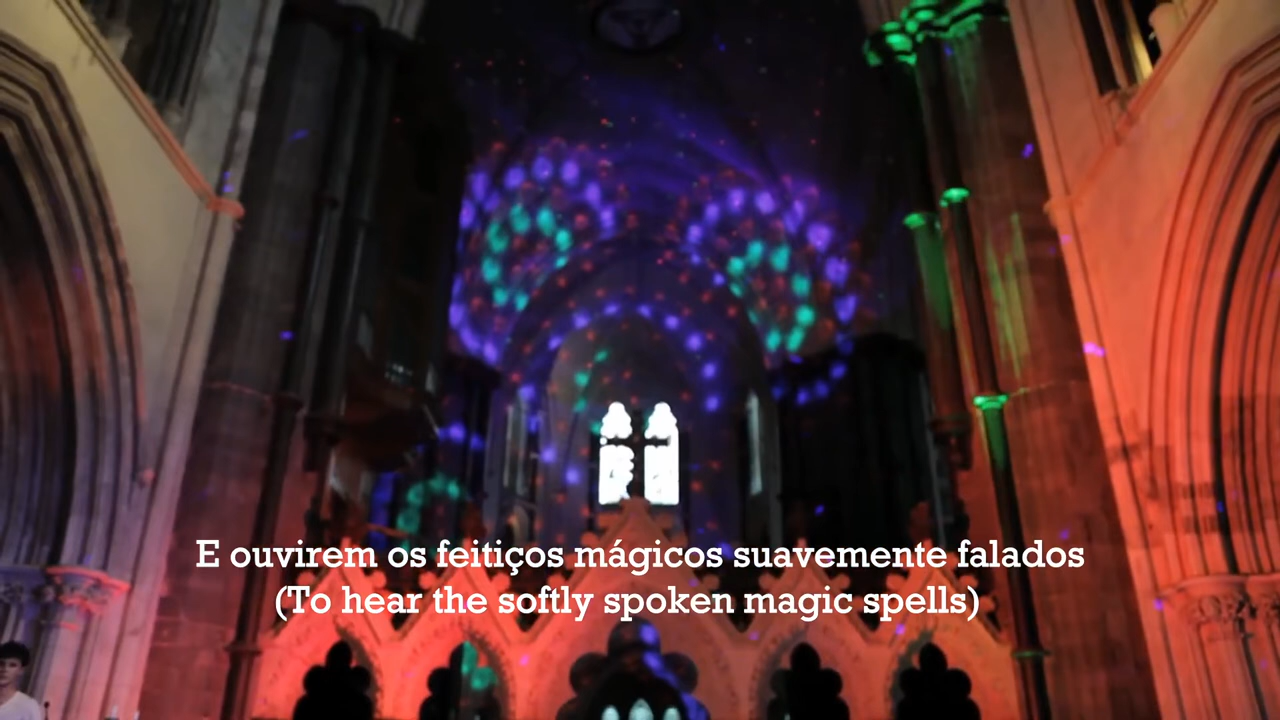 E ouvirem os feitiços mágicos suavemente falados
(To hear the softly spoken magic spells)